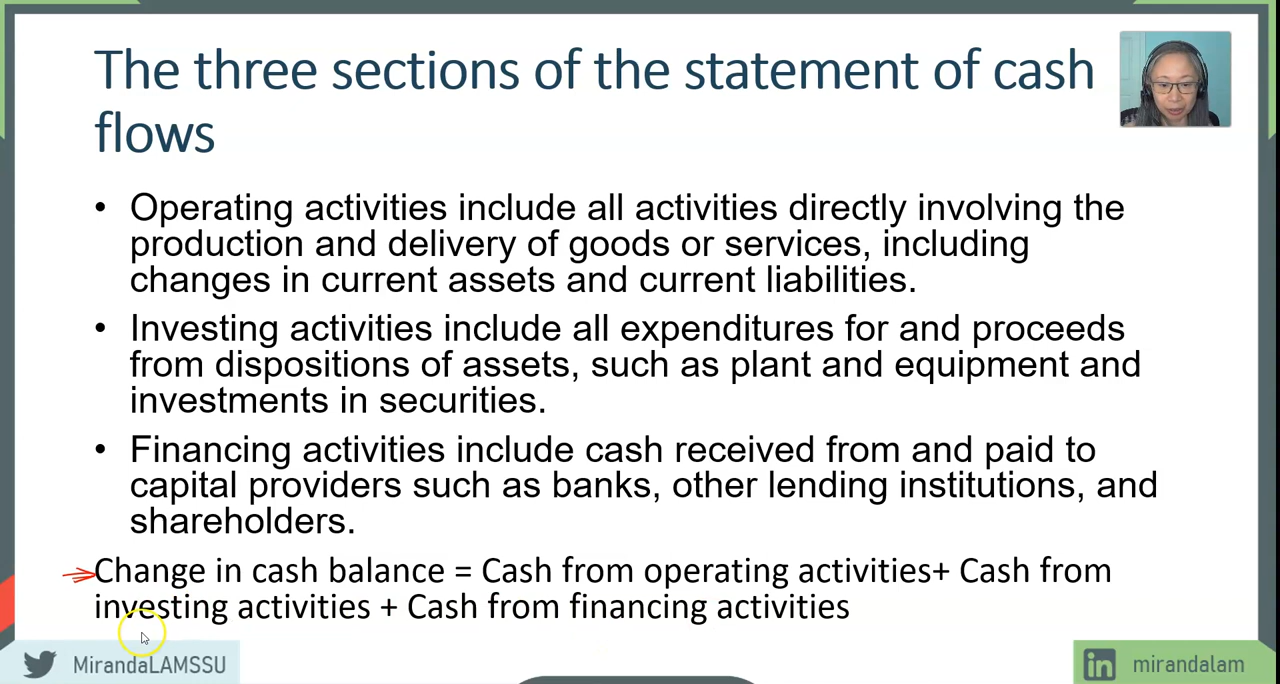 The three sections of the statement of cash
flows
• Operating activities include all activities directly involving the
production and delivery of goods or services, including
changes in current assets and current liabilities.
• Investing activities include all expenditures for and proceeds
from dispositions of assets, such as plant and equipment and
investments in securities.
• Financing activities include cash received from and paid to
capital providers such as banks, other lending institutions, and
shareholders.
Change in cash balance = Cash from operating activities+ Cash from
investing activities + Cash from financing activities
MirandaLAMSSU
in mirandalam